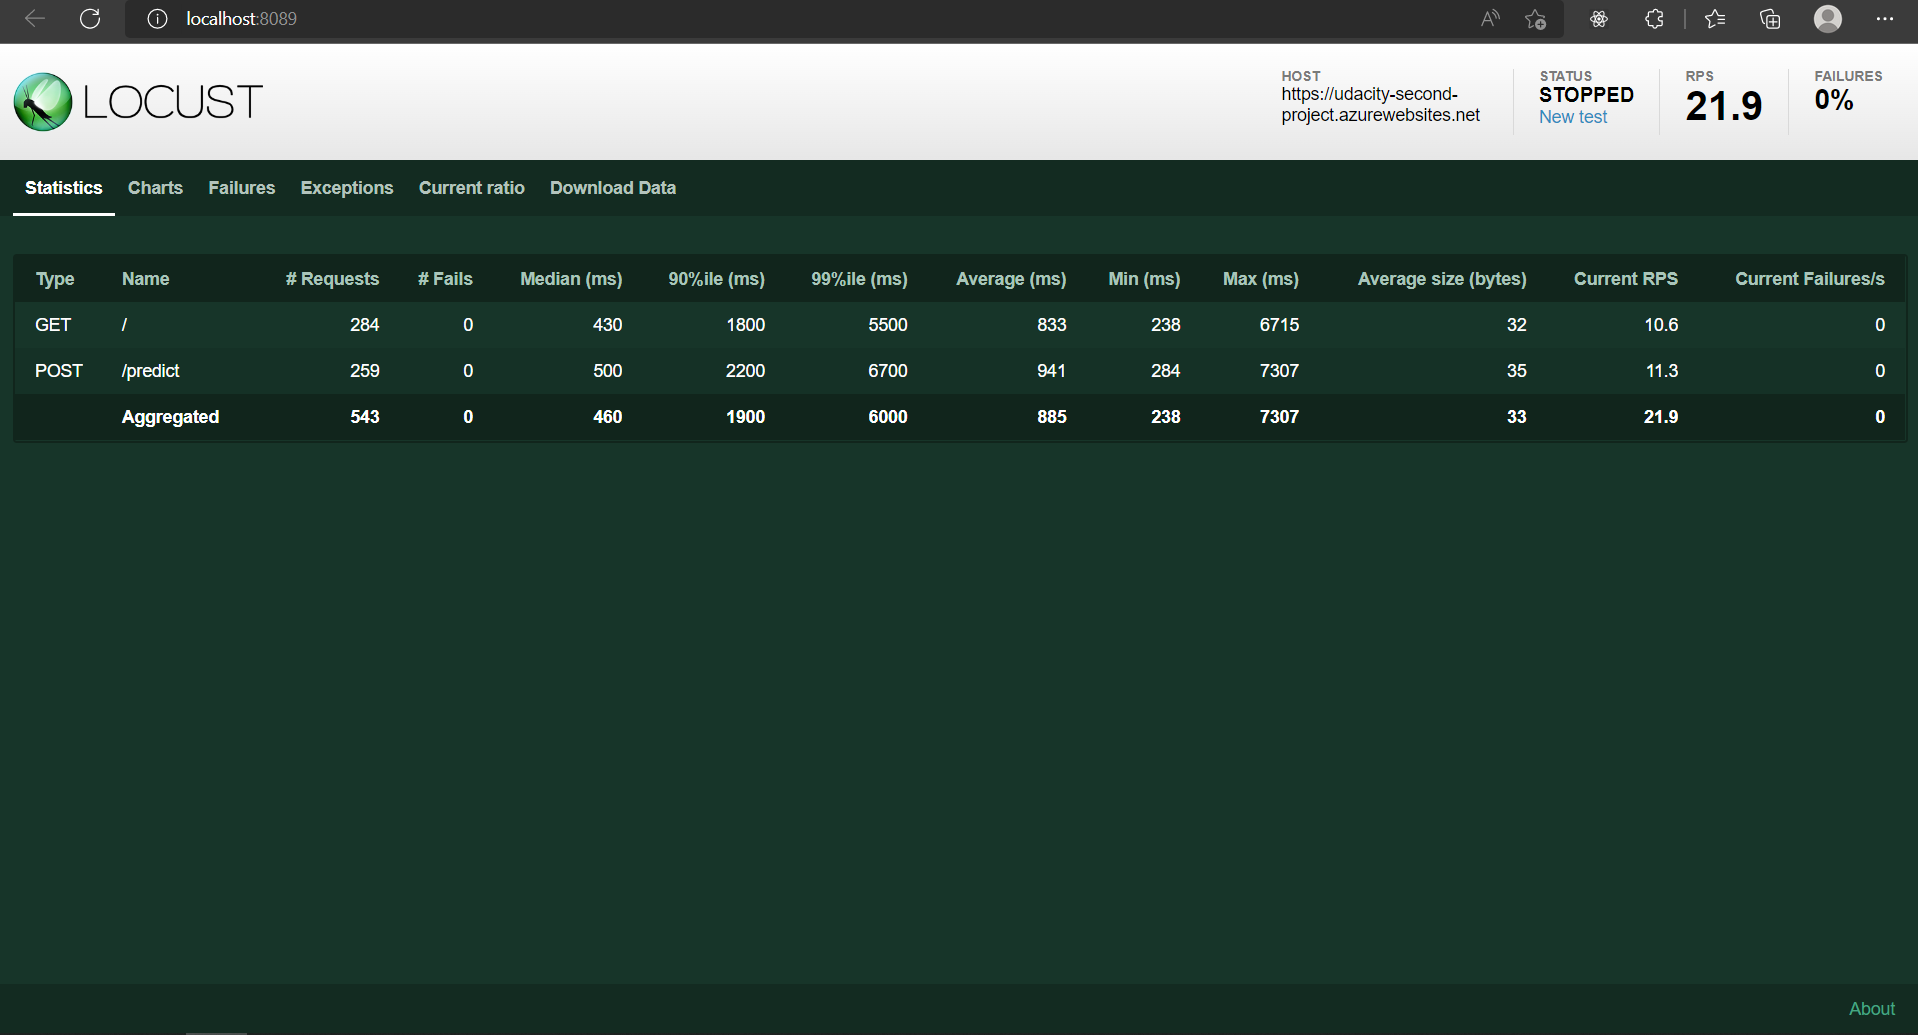 localhost:8089
LOCUST
HOST
https://udacity-second-
project.azurewebsites.net
STATUS
STOPPED
New test
RPS
21.9
FAILURES
0%
Statistics Charts Failures Exceptions Current ratio Download Data
Type Name # Requests # Fails Median (ms) 90%ile (ms) 99%ile (ms) Average (ms) Min (ms) Max (ms) Average size (bytes) Current RPS Current Failures/s
GET / 284 0 430 1800 5500 833 238 6715 32 10.6 0
POST /predict 259 0 500 2200 6700 941 284 7307 35 11.3 0
Aggregated 543 0 460 1900 6000 885 238 7307 33 21.9 0
About